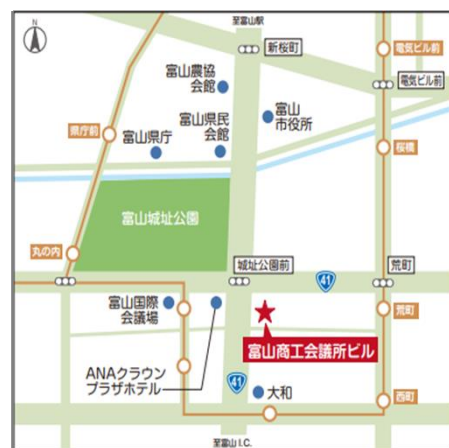 至富山駅
新桜町
電気ビル前
電気ビル前
富山農協
会館
富山
市役所
県庁前
富山県民
会館
富山県庁
桜橋
富山城址公園
丸の内
城址公園前
41
荒町
富山国際
会議場
荒町
富山商工会議所ビル
ANAクラウン
プラザホテル
41
大和
西町
至富山I.C.